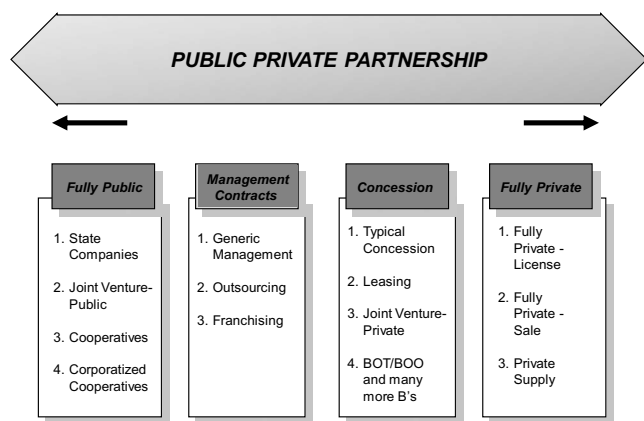 PUBLIC PRIVATE PARTNERSHIP
Fully Public
1. State
Companies
2. Joint Venture-
Public
3. Cooperatives
4. Corporatized
Cooperatives
Management
Contracts
1. Generic
Management
2. Outsourcing
3. Franchising
Concession
1. Typical
Concession
2. Leasing
3. Joint Venture-
Private
4. BOT/BOO
and many
more B's
Fully Private
1. Fully
Private -
License
2. Fully
Private -
Sale
3. Private
Supply